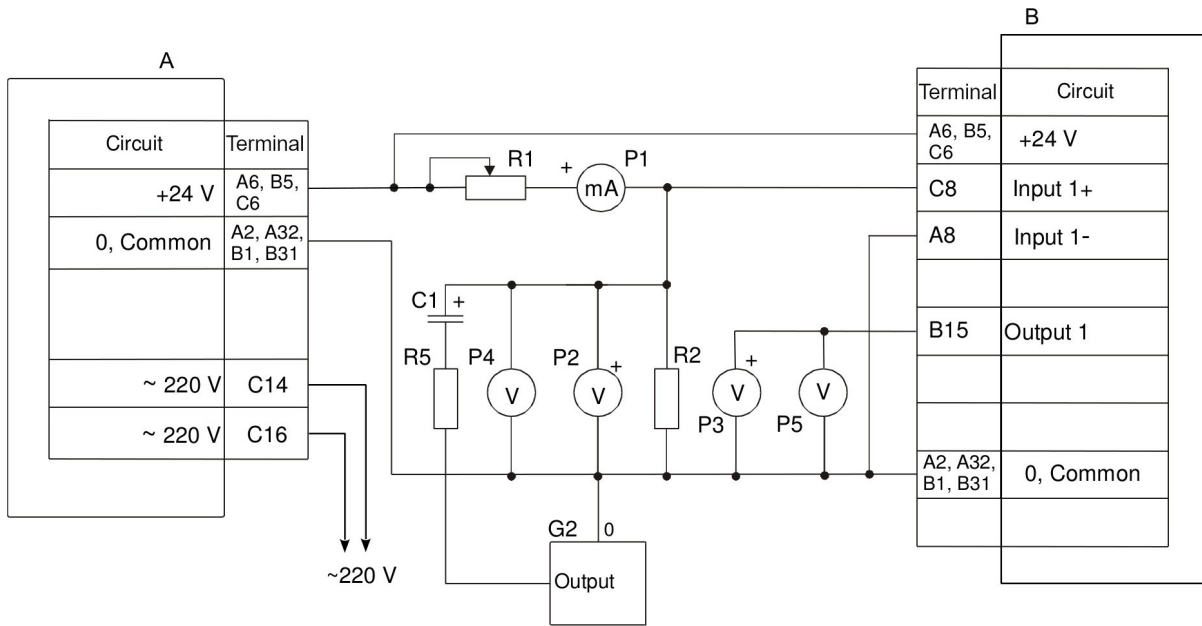 A
Circuit
Terminal
+24 V
A6, B5,
C6
0, Common
A2, A32,
B1, B31
~ 220 V
C14
~ 220 V
C16
~220 V
R1
+
P1
mA
C1
+
R5
P4
V
P2
+
V
R2
+
V
P3
V
P5
G2
0
Output
B
Terminal
Circuit
A6, B5,
C6
+24 V
C8
Input 1+
A8
Input 1-
B15
Output 1
A2, A32,
B1, B31
0, Common